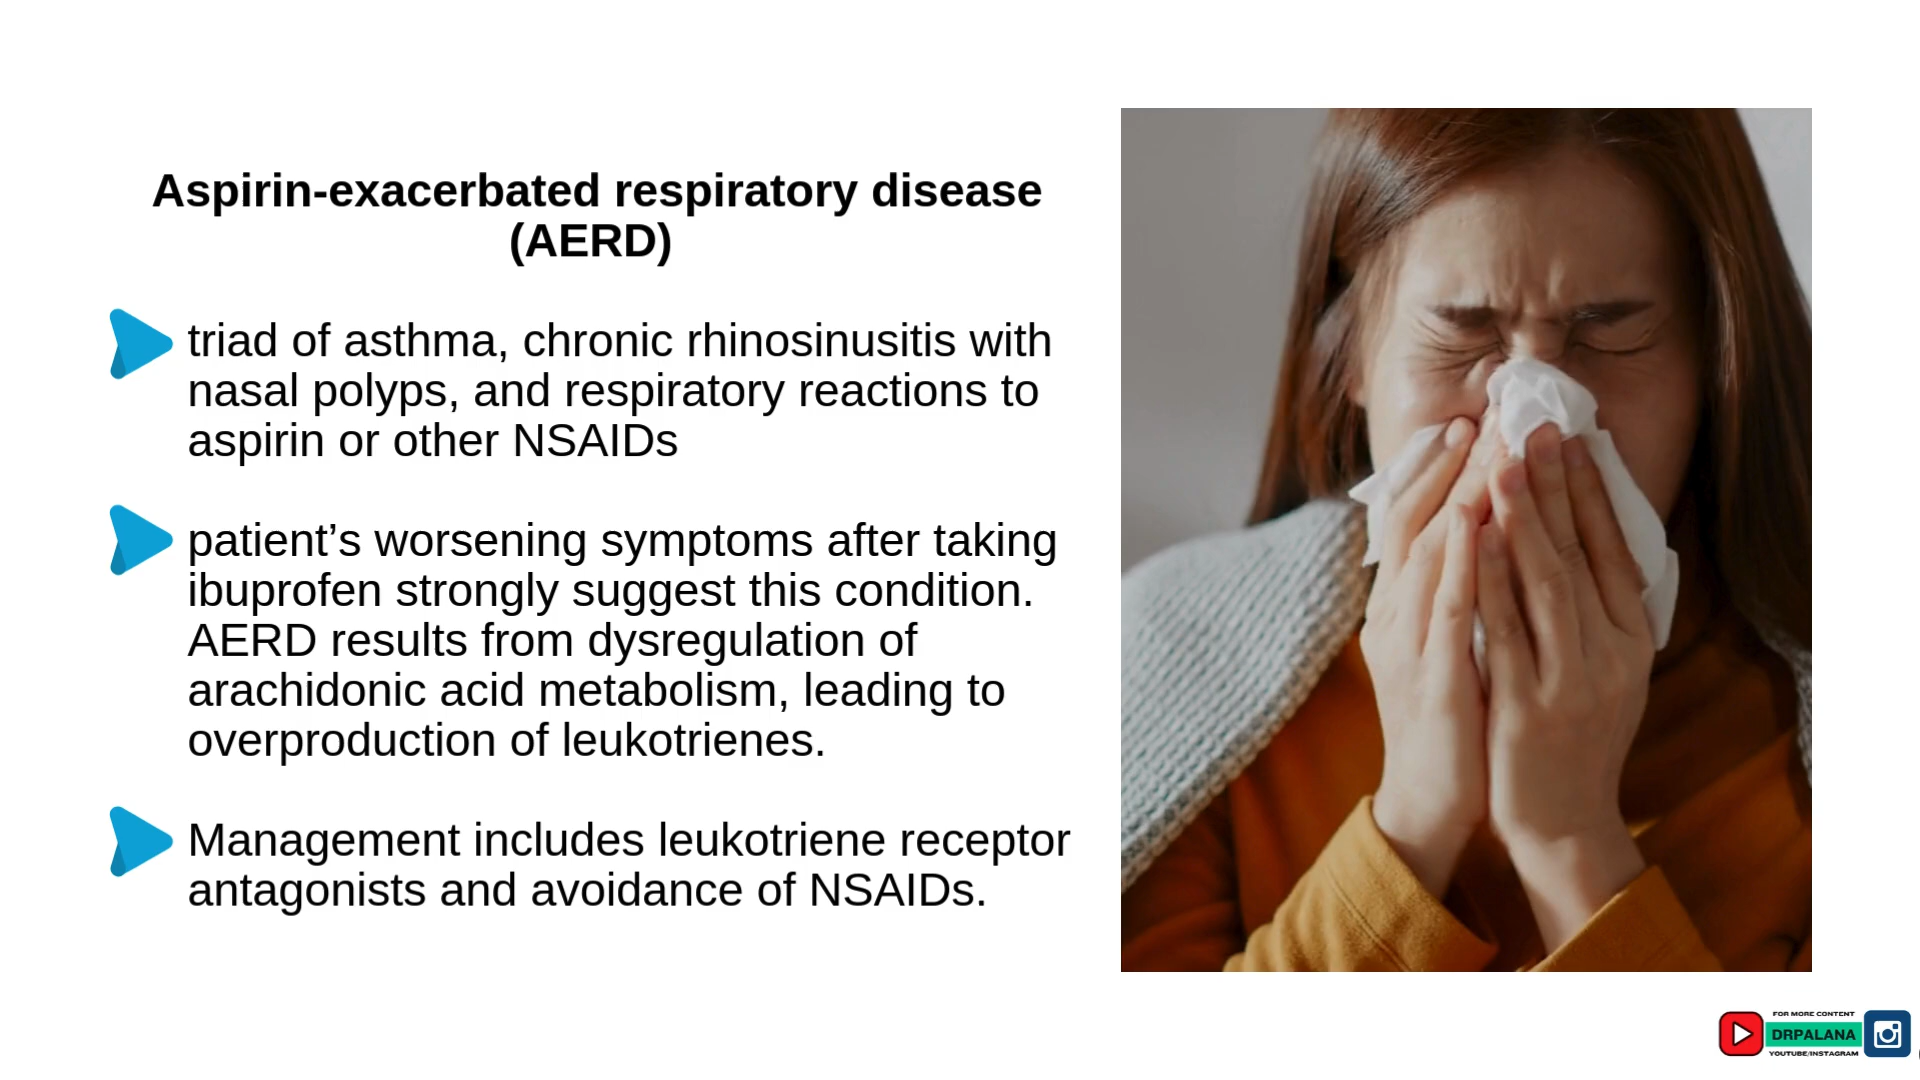 Aspirin-exacerbated respiratory disease
(AERD)
triad of asthma, chronic rhinosinusitis with
nasal polyps, and respiratory reactions to
aspirin or other NSAIDs
patient’s worsening symptoms after taking
ibuprofen strongly suggest this condition.
AERD results from dysregulation of
arachidonic acid metabolism, leading to
overproduction of leukotrienes.
Management includes leukotriene receptor
antagonists and avoidance of NSAIDs.
FOR MORE CONTENT
DRPALANA
YOUTUBE/INSTAGRAM